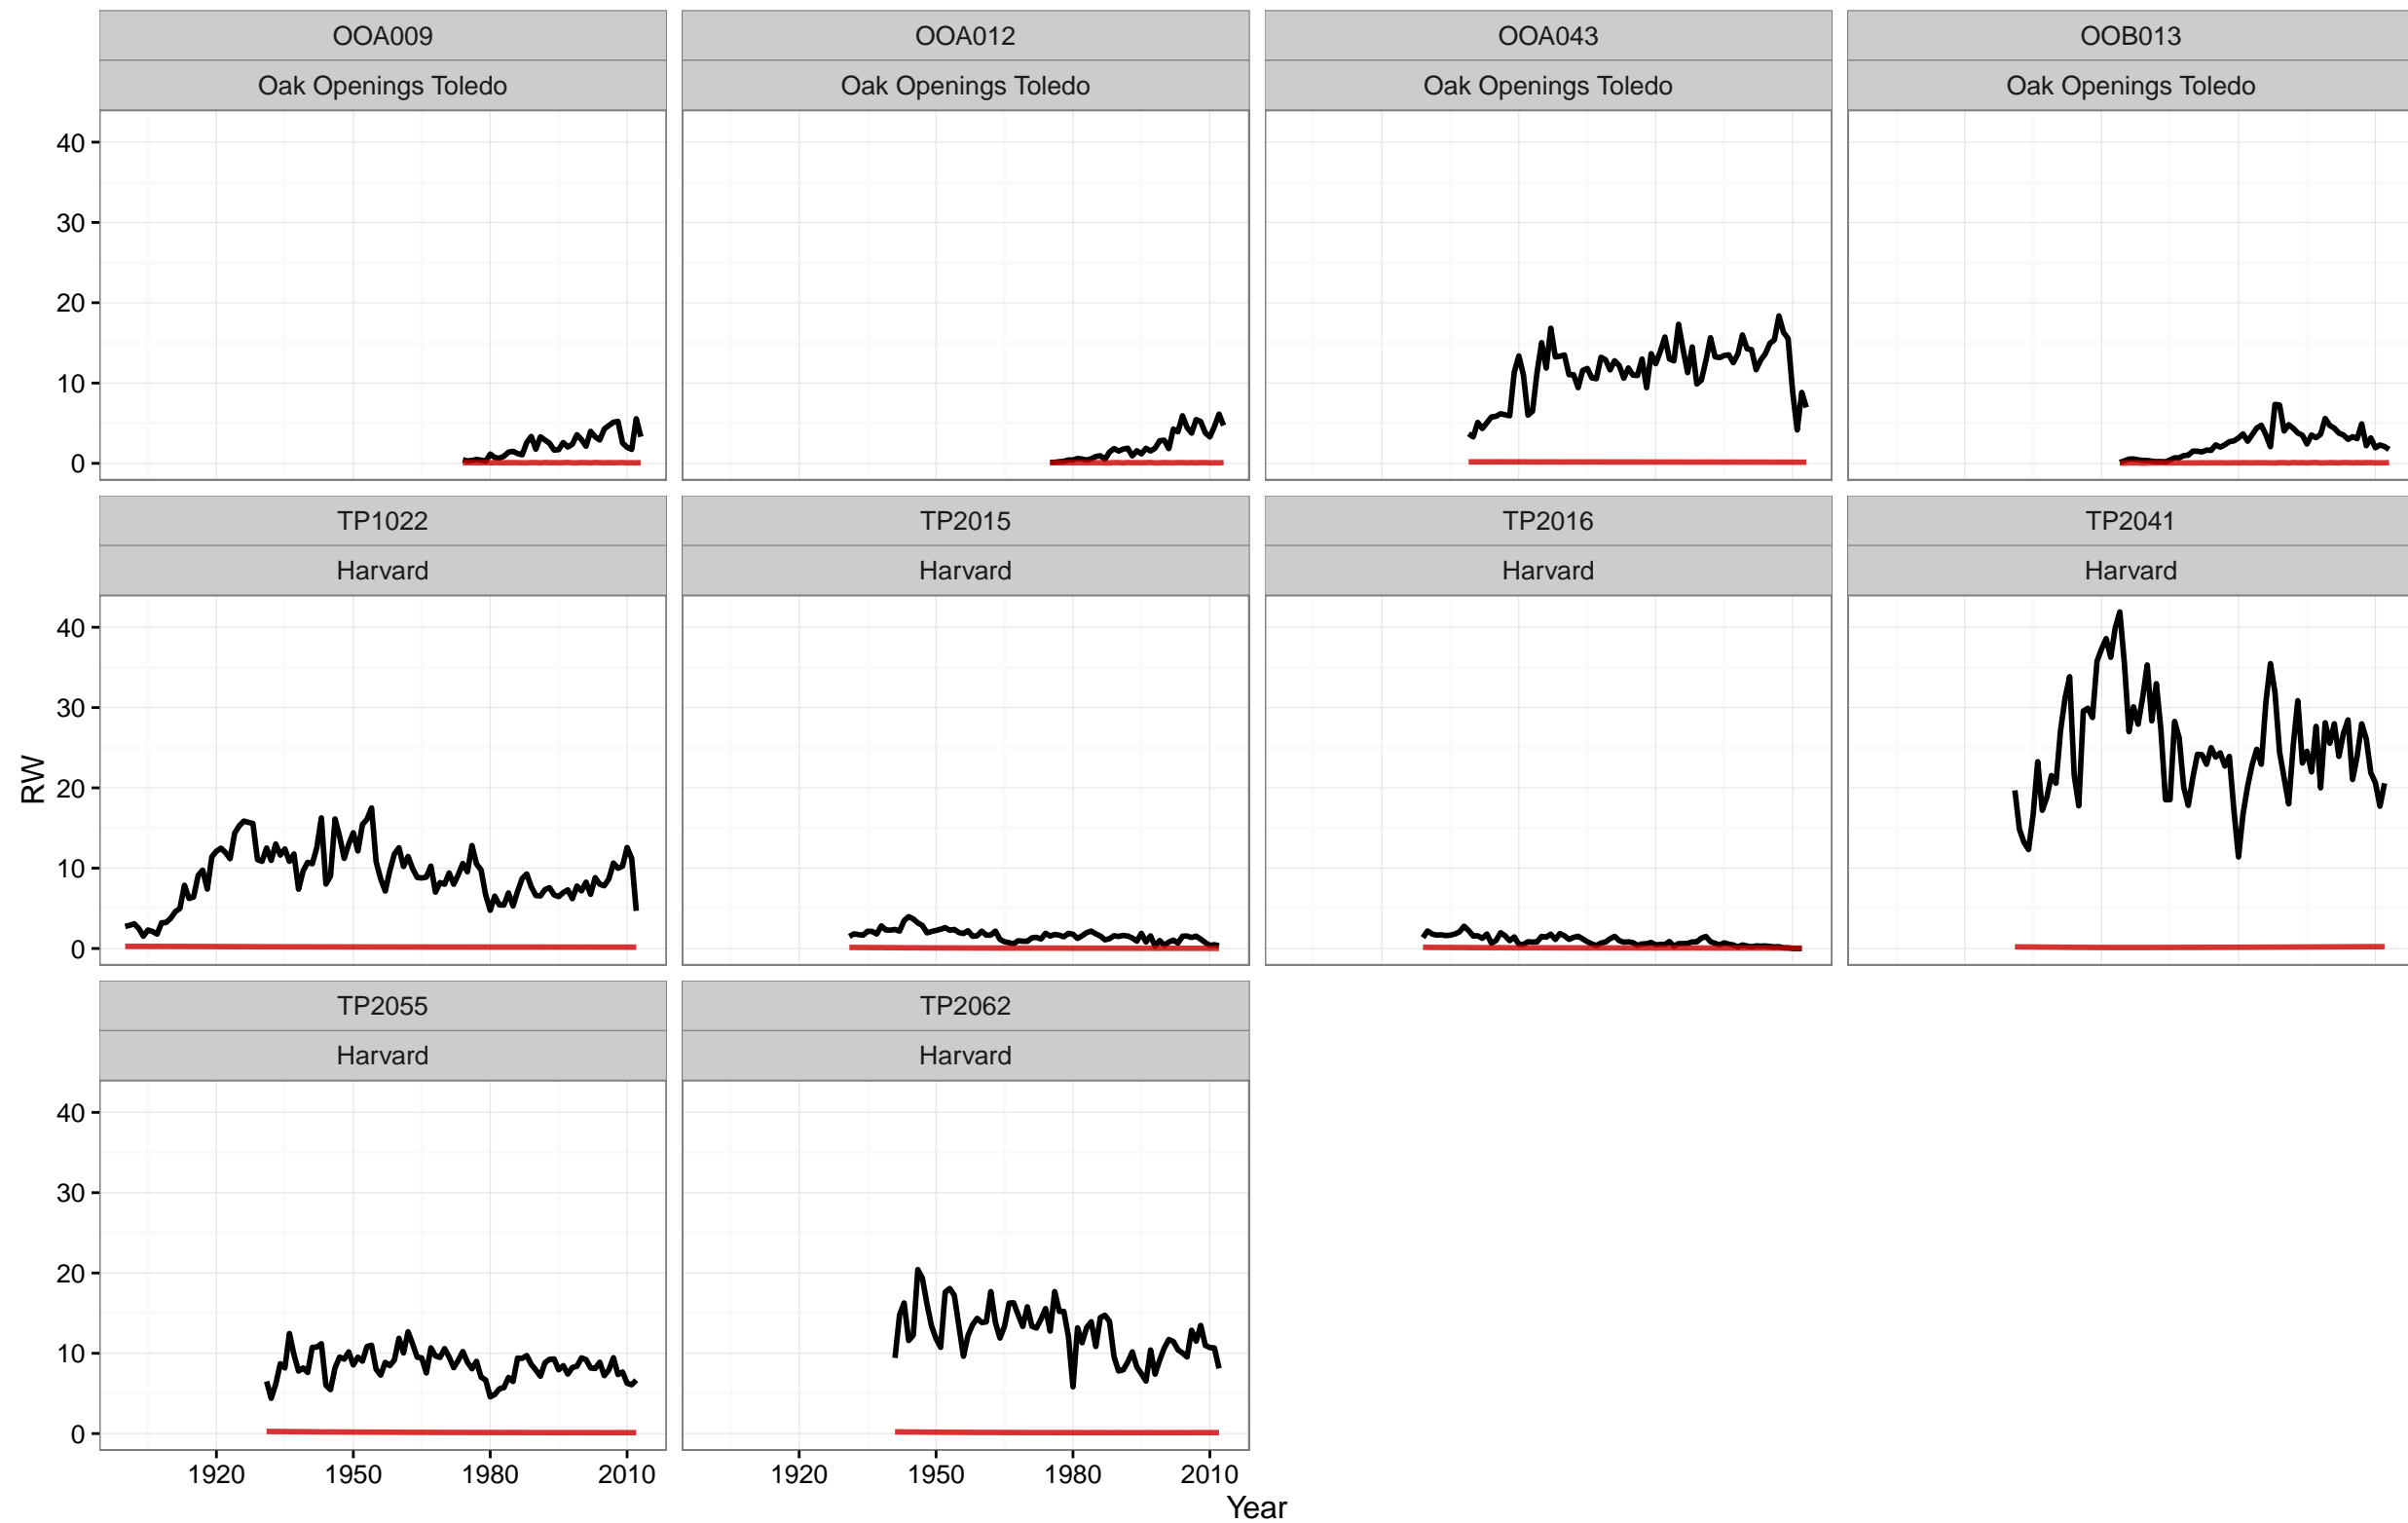 OOA009 OOA012 OOA043 OOB013
Oak Openings Toledo Oak Openings Toledo Oak Openings Toledo Oak Openings Toledo
40
30
20
10
0
TP1022 TP2015 TP2016 TP2041
Harvard Harvard Harvard Harvard
40
30
20
10
0
RW
TP2055 TP2062
Harvard Harvard
40
30
20
10
0
1920 1950 1980 2010 1920 1950 1980 2010
Year